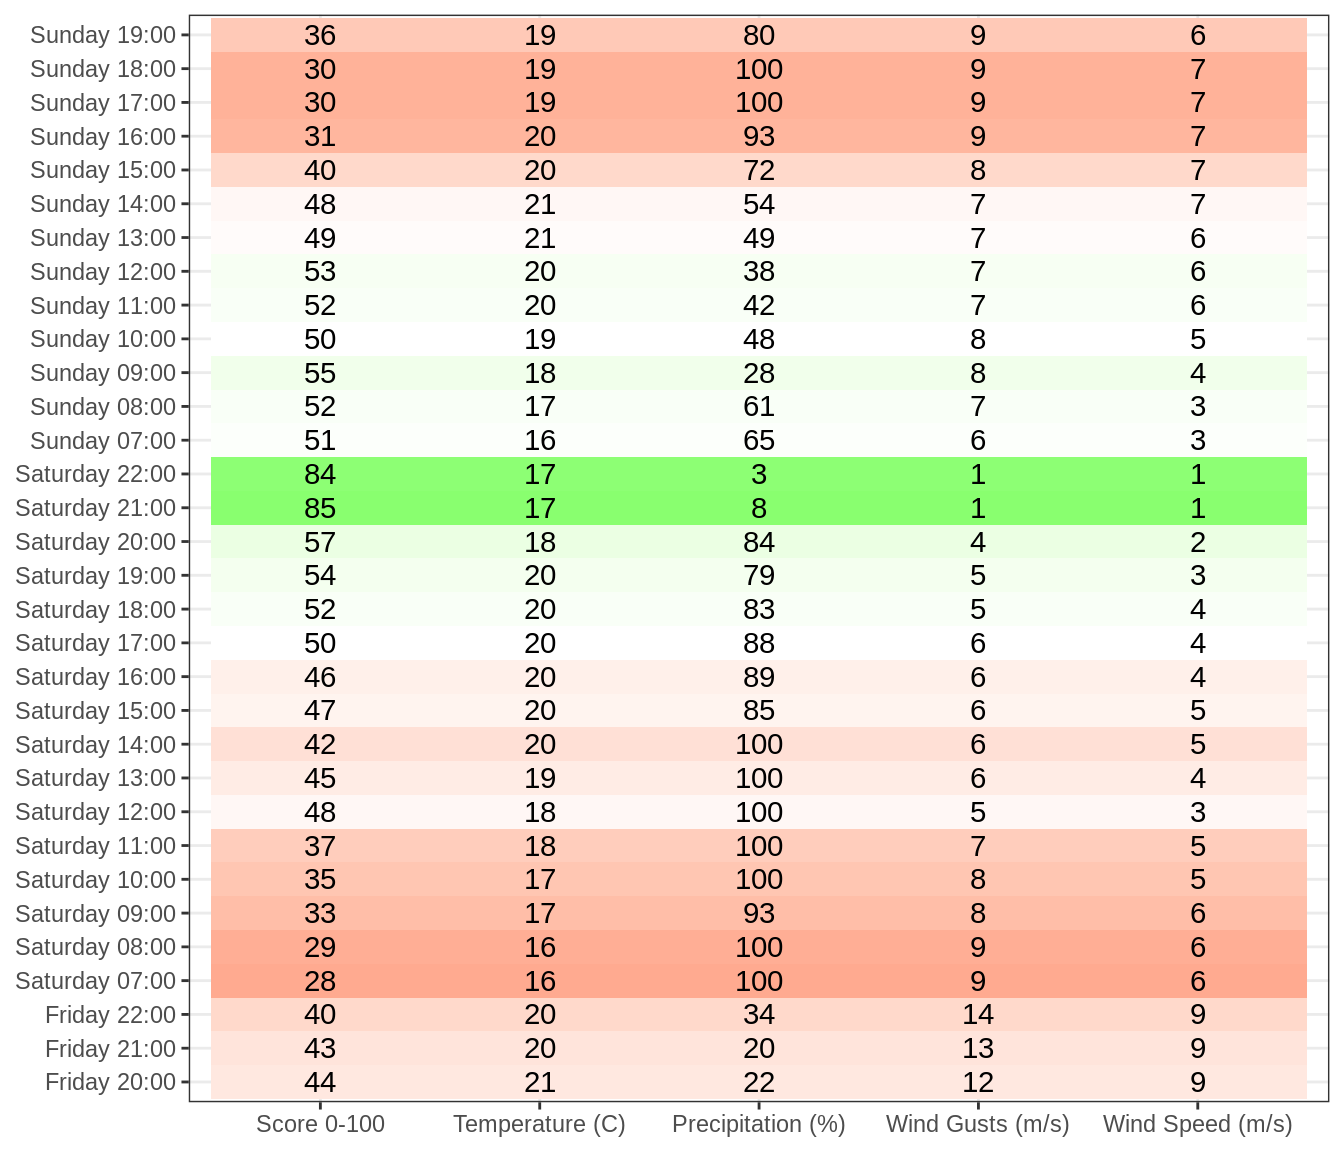 Sunday 19:00 36 19 80 9 6
Sunday 18:00 30 19 100 9 7
Sunday 17:00 30 19 100 9 7
Sunday 16:00 31 20 93 9 7
Sunday 15:00 40 20 72 8 7
Sunday 14:00 48 21 54 7 7
Sunday 13:00 49 21 49 7 6
Sunday 12:00 53 20 38 7 6
Sunday 11:00 52 20 42 7 6
Sunday 10:00 50 19 48 8 5
Sunday 09:00 55 18 28 8 4
Sunday 08:00 52 17 61 7 3
Sunday 07:00 51 16 65 6 3
Saturday 22:00 84 17 3 1 1
Saturday 21:00 85 17 8 1 1
Saturday 20:00 57 18 84 4 2
Saturday 19:00 54 20 79 5 3
Saturday 18:00 52 20 83 5 4
Saturday 17:00 50 20 88 6 4
Saturday 16:00 46 20 89 6 4
Saturday 15:00 47 20 85 6 5
Saturday 14:00 42 20 100 6 5
Saturday 13:00 45 19 100 6 4
Saturday 12:00 48 18 100 5 3
Saturday 11:00 37 18 100 7 5
Saturday 10:00 35 17 100 8 5
Saturday 09:00 33 17 93 8 6
Saturday 08:00 29 16 100 9 6
Saturday 07:00 28 16 100 9 6
Friday 22:00 40 20 34 14 9
Friday 21:00 43 20 20 13 9
Friday 20:00 44 21 22 12 9
Score 0-100 Temperature (C) Precipitation (%) Wind Gusts (m/s) Wind Speed (m/s)